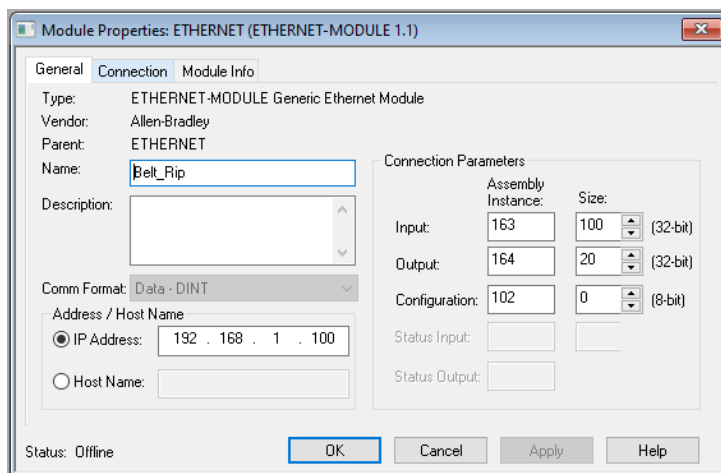 Module Properties: ETHERNET (ETHERNET-MODULE 1.1)
General Connection Module Info
Type: ETHERNET-MODULE Generic Ethernet Module
Vendor: Allen-Bradley
Parent: ETHERNET
Name: Belt_Rip
Description:
Comm Format: Data - DINT
Address / Host Name
IP Address: 192 . 168 . 1 . 100
Host Name:
Connection Parameters
Assembly
Instance: Size:
Input: 163 100 (32-bit)
Output: 164 20 (32-bit)
Configuration: 102 0 (8-bit)
Status Input:
Status Output:
Status: Offline OK Cancel Apply Help